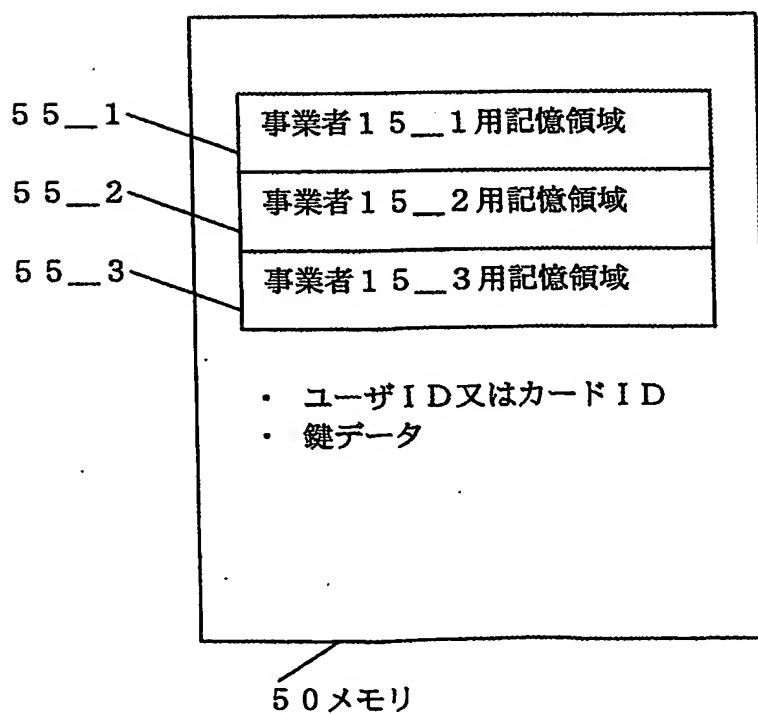 ５５＿１
事業者１５＿１用記憶領域
５５＿２
事業者１５＿２用記憶領域
５５＿３
事業者１５＿３用記憶領域
・ ユーザＩＤ又はカードＩＤ
・ 鍵データ
５０メモリ